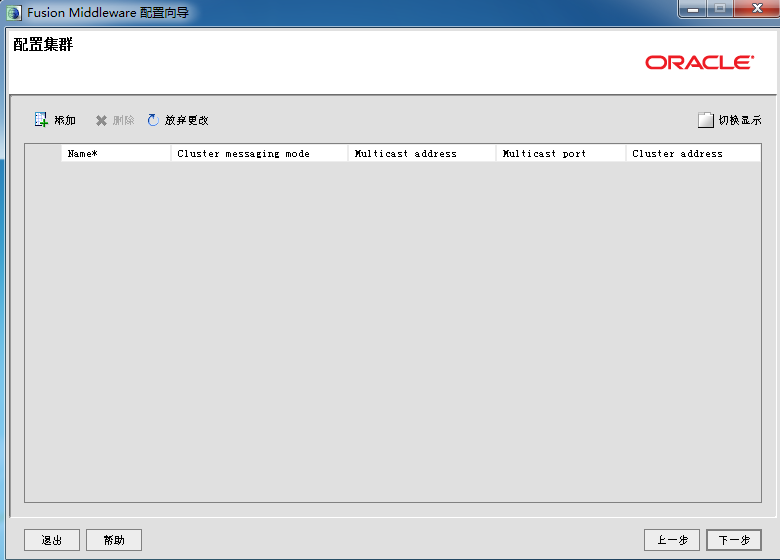 Fusion Middleware 配置向导
配置集群
ORACLE
添加 删除 放弃更改 切换显示
Name* Cluster messaging mode Multicast address Multicast port Cluster address
退出 帮助 上一步 下一步